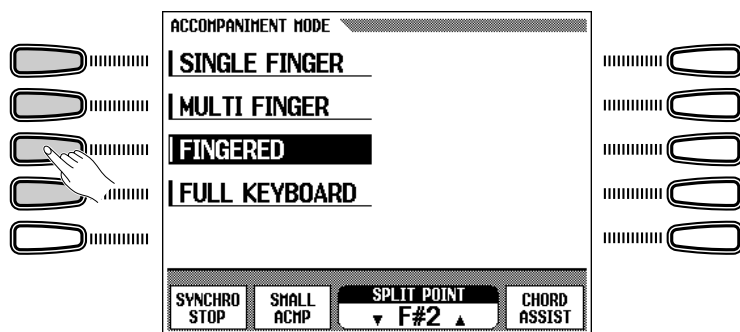 ACCOMPANIMENT MODE
SINGLE FINGER
MULTI FINGER
FINGERED
FULL KEYBOARD
SYNCHRO STOP
SMALL ACMP
SPLIT POINT
▼ F#2 ▲
CHORD ASSIST